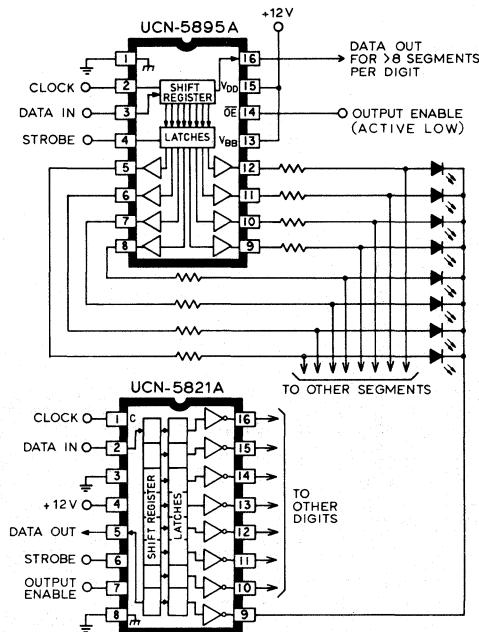 UCN-5895A
+12V
1
16
DATA OUT
FOR >8 SEGMENTS
PER DIGIT
CLOCK
2
SHIFT
REGISTER
VDD
15
DATA IN
3
OE
14
OUTPUT ENABLE
(ACTIVE LOW)
STROBE
4
LATCHES
VBB
13
5
12
6
11
7
10
8
9
TO OTHER SEGMENTS
UCN-5821A
CLOCK
1
C
16
DATA IN
2
15
3
14
+12V
4
SHIFT REGISTER
LATCHES
13
TO
OTHER
DIGITS
DATA OUT
5
12
STROBE
6
11
OUTPUT
ENABLE
7
10
8
9